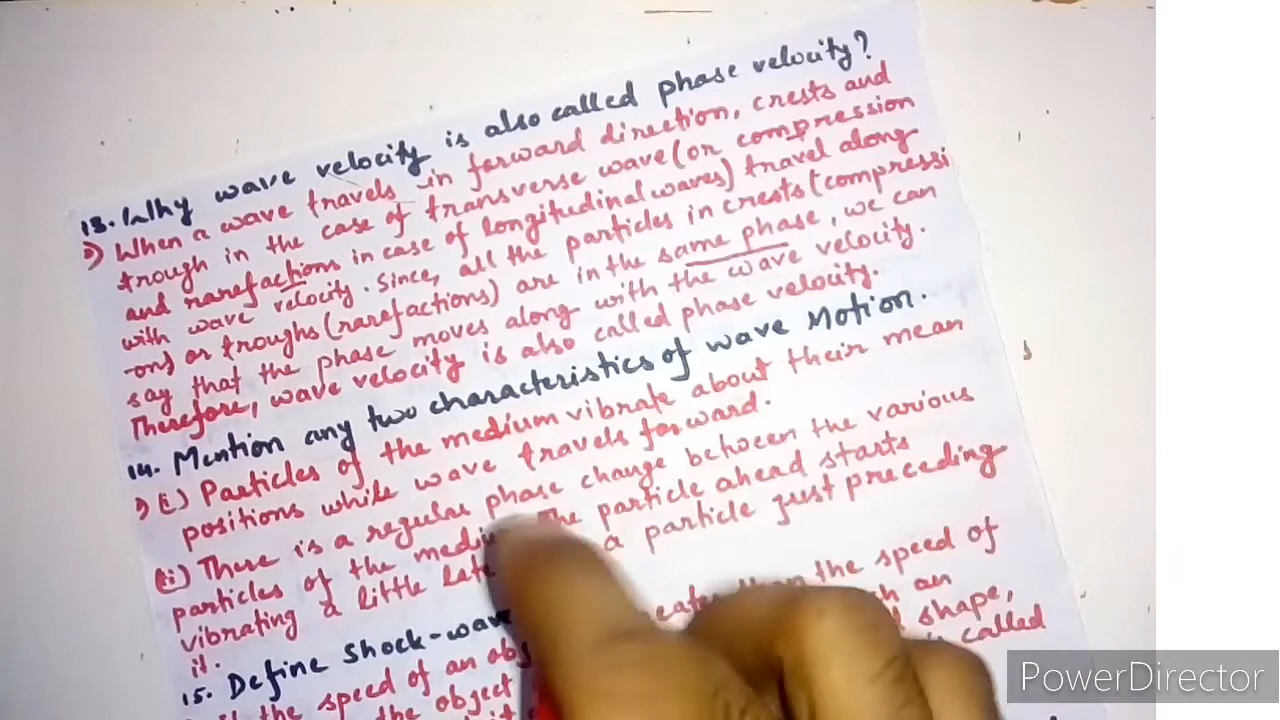 13. Why wave velocity is also called phase velocity?
⇒) When a wave travels in forward direction, crests and
trough in the case of transverse wave (or compression
and rarefactions in case of longitudinal waves) travel along
with wave velocity. Since, all the particles in crests (compressi
-on) or troughs (rarefactions) are in the same phase, we can
say that the phase moves along with the wave velocity.
Therefore, wave velocity is also called phase velocity.
14. Mention any two characteristics of wave Motion.
⇒ (i) Particles of the medium vibrate about their mean
positions while wave travels forward.
(ii) There is a regular phase change between the various
particles of the The particle ahead starts
vibrating a little a particle just preceding
it.
15. Define Shock-wave
the speed of an than the speed of
the object an
shape,
called
PowerDirector